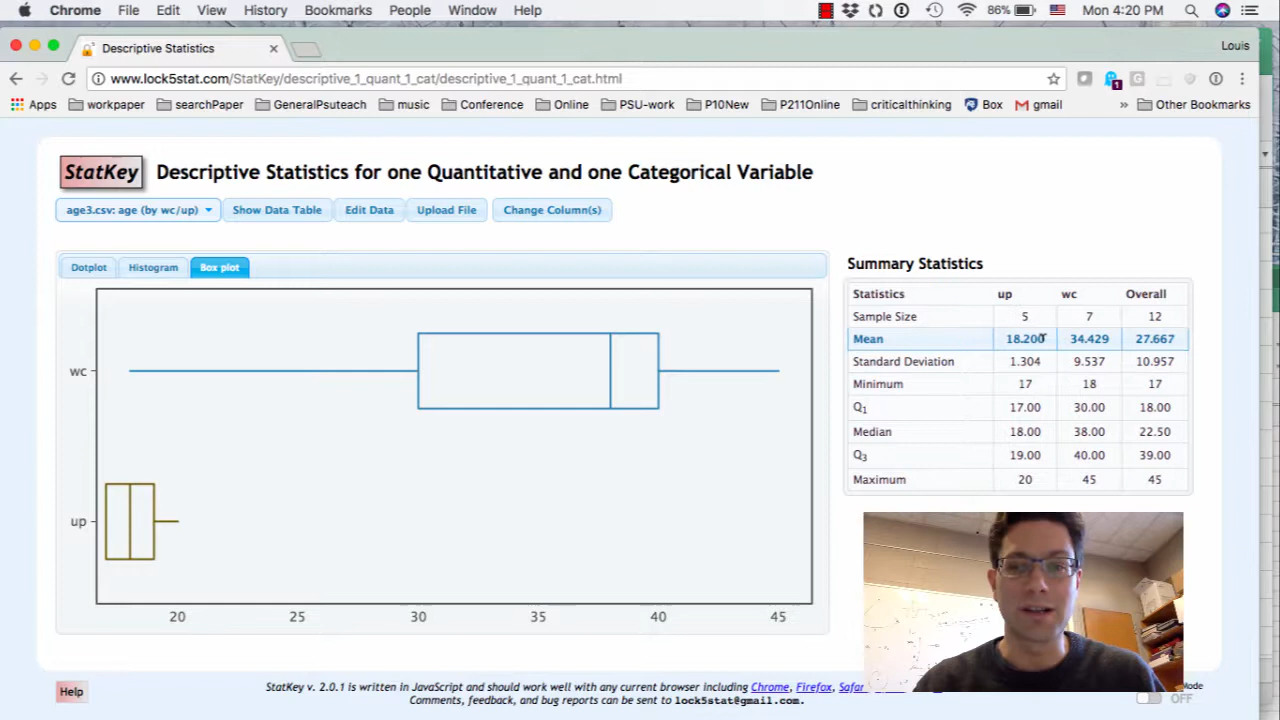 Chrome File Edit View History Bookmarks People Window Help 86% Mon 4:20 PM
Descriptive Statistics Louis
www.lock5stat.com/StatKey/descriptive_1_quant_1_cat/descriptive_1_quant_1_cat.html 1
Apps workpaper searchPaper GeneralPsuteach music Conference Online PSU-work P10New P211Online criticalthinking Box gmail » Other Bookmarks
StatKey Descriptive Statistics for one Quantitative and one Categorical Variable
age3.csv: age (by wc/up) Show Data Table Edit Data Upload File Change Column(s)
Dotplot Histogram Box plot
wc
up
20 25 30 35 40 45
Summary Statistics
Statistics up wc Overall
Sample Size 5 7 12
Mean 18.200 34.429 27.667
Standard Deviation 1.304 9.537 10.957
Minimum 17 18 17
Q1 17.00 30.00 18.00
Median 18.00 38.00 22.50
Q3 19.00 40.00 39.00
Maximum 20 45 45
Help
StatKey v. 2.0.1 is written in JavaScript and should work well with any current browser including Chrome, Firefox, Safar
Comments, feedback, and bug reports can be sent to lock5stat@gmail.com.
Mode
OFF